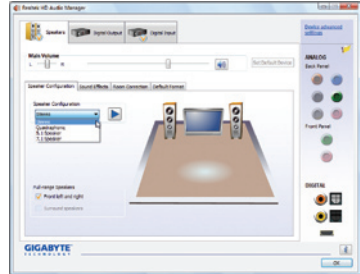 Realtek HD Audio Manager
Speakers
Digital Output
Digital Input
Device advanced settings
Main Volume
L
R
Set Default Device
Speaker Configuration
Sound Effects
Room Correction
Default Format
Speaker Configuration
Stereo
Stereo
Quadraphonic
5.1 Speaker
7.1 Speaker
Full-range Speakers
Front left and right
Surround speakers
ANALOG
Back Panel
Front Panel
DIGITAL
GIGABYTE
TECHNOLOGY
OK